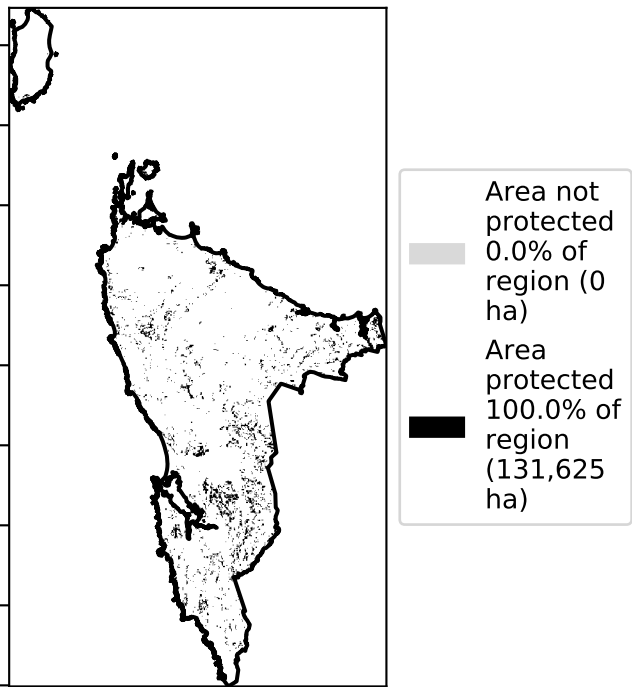 Area not
protected
0.0% of
region (0
ha)
Area
protected
100.0% of
region
(131,625
ha)